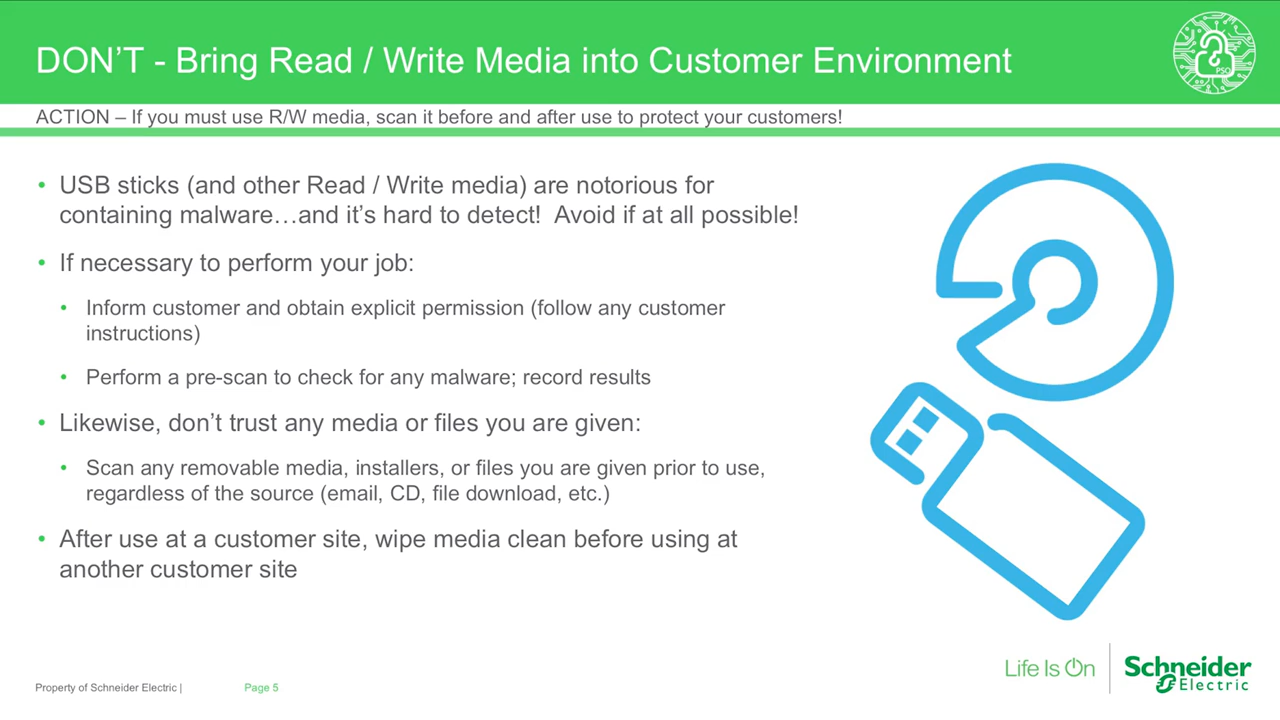 DON’T - Bring Read / Write Media into Customer Environment
PSO
ACTION – If you must use R/W media, scan it before and after use to protect your customers!
• USB sticks (and other Read / Write media) are notorious for
containing malware…and it’s hard to detect!  Avoid if at all possible!
• If necessary to perform your job:
• Inform customer and obtain explicit permission (follow any customer
instructions)
• Perform a pre-scan to check for any malware; record results
• Likewise, don’t trust any media or files you are given:
• Scan any removable media, installers, or files you are given prior to use,
regardless of the source (email, CD, file download, etc.)
• After use at a customer site, wipe media clean before using at
another customer site
Life Is On
Schneider
Electric
Property of Schneider Electric |
Page 5